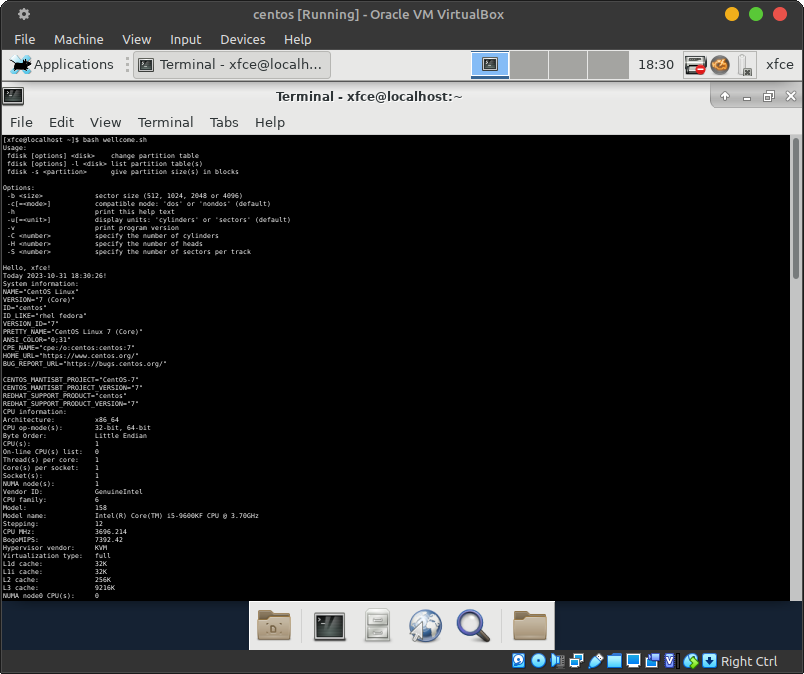 centos [Running] - Oracle VM VirtualBox
File Machine View Input Devices Help
Applications Terminal - xfce@localh... 18:30 xfce
Terminal - xfce@localhost:~
File Edit View Terminal Tabs Help
[xfce@localhost ~]$ bash wellcome.sh
Usage:
fdisk [options] <disk> change partition table
fdisk [options] -l <disk> list partition table(s)
fdisk -s <partition> give partition size(s) in blocks
Options:
-b <size> sector size (512, 1024, 2048 or 4096)
-c[=<mode>] compatible mode: 'dos' or 'nondos' (default)
-h print this help text
-u[=<unit>] display units: 'cylinders' or 'sectors' (default)
-v print program version
-C <number> specify the number of cylinders
-H <number> specify the number of heads
-S <number> specify the number of sectors per track
Hello, xfce!
Today 2023-10-31 18:30:26!
System information:
NAME="CentOS Linux"
VERSION="7 (Core)"
ID="centos"
ID_LIKE="rhel fedora"
VERSION_ID="7"
PRETTY_NAME="CentOS Linux 7 (Core)"
ANSI_COLOR="0;31"
CPE_NAME="cpe:/o:centos:centos:7"
HOME_URL="https://www.centos.org/"
BUG_REPORT_URL="https://bugs.centos.org/"
CENTOS_MANTISBT_PROJECT="CentOS-7"
CENTOS_MANTISBT_PROJECT_VERSION="7"
REDHAT_SUPPORT_PRODUCT="centos"
REDHAT_SUPPORT_PRODUCT_VERSION="7"
CPU information:
Architecture: x86_64
CPU op-mode(s): 32-bit, 64-bit
Byte Order: Little Endian
CPU(s): 1
On-line CPU(s) list: 0
Thread(s) per core: 1
Core(s) per socket: 1
Socket(s): 1
NUMA node(s): 1
Vendor ID: GenuineIntel
CPU family: 6
Model: 158
Model name: Intel(R) Core(TM) i5-9600KF CPU @ 3.70GHz
Stepping: 12
CPU MHz: 3696.214
BogoMIPS: 7392.42
Hypervisor vendor: KVM
Virtualization type: full
L1d cache: 32K
L1i cache: 32K
L2 cache: 256K
L3 cache: 9216K
NUMA node0 CPU(s): 0
Right Ctrl